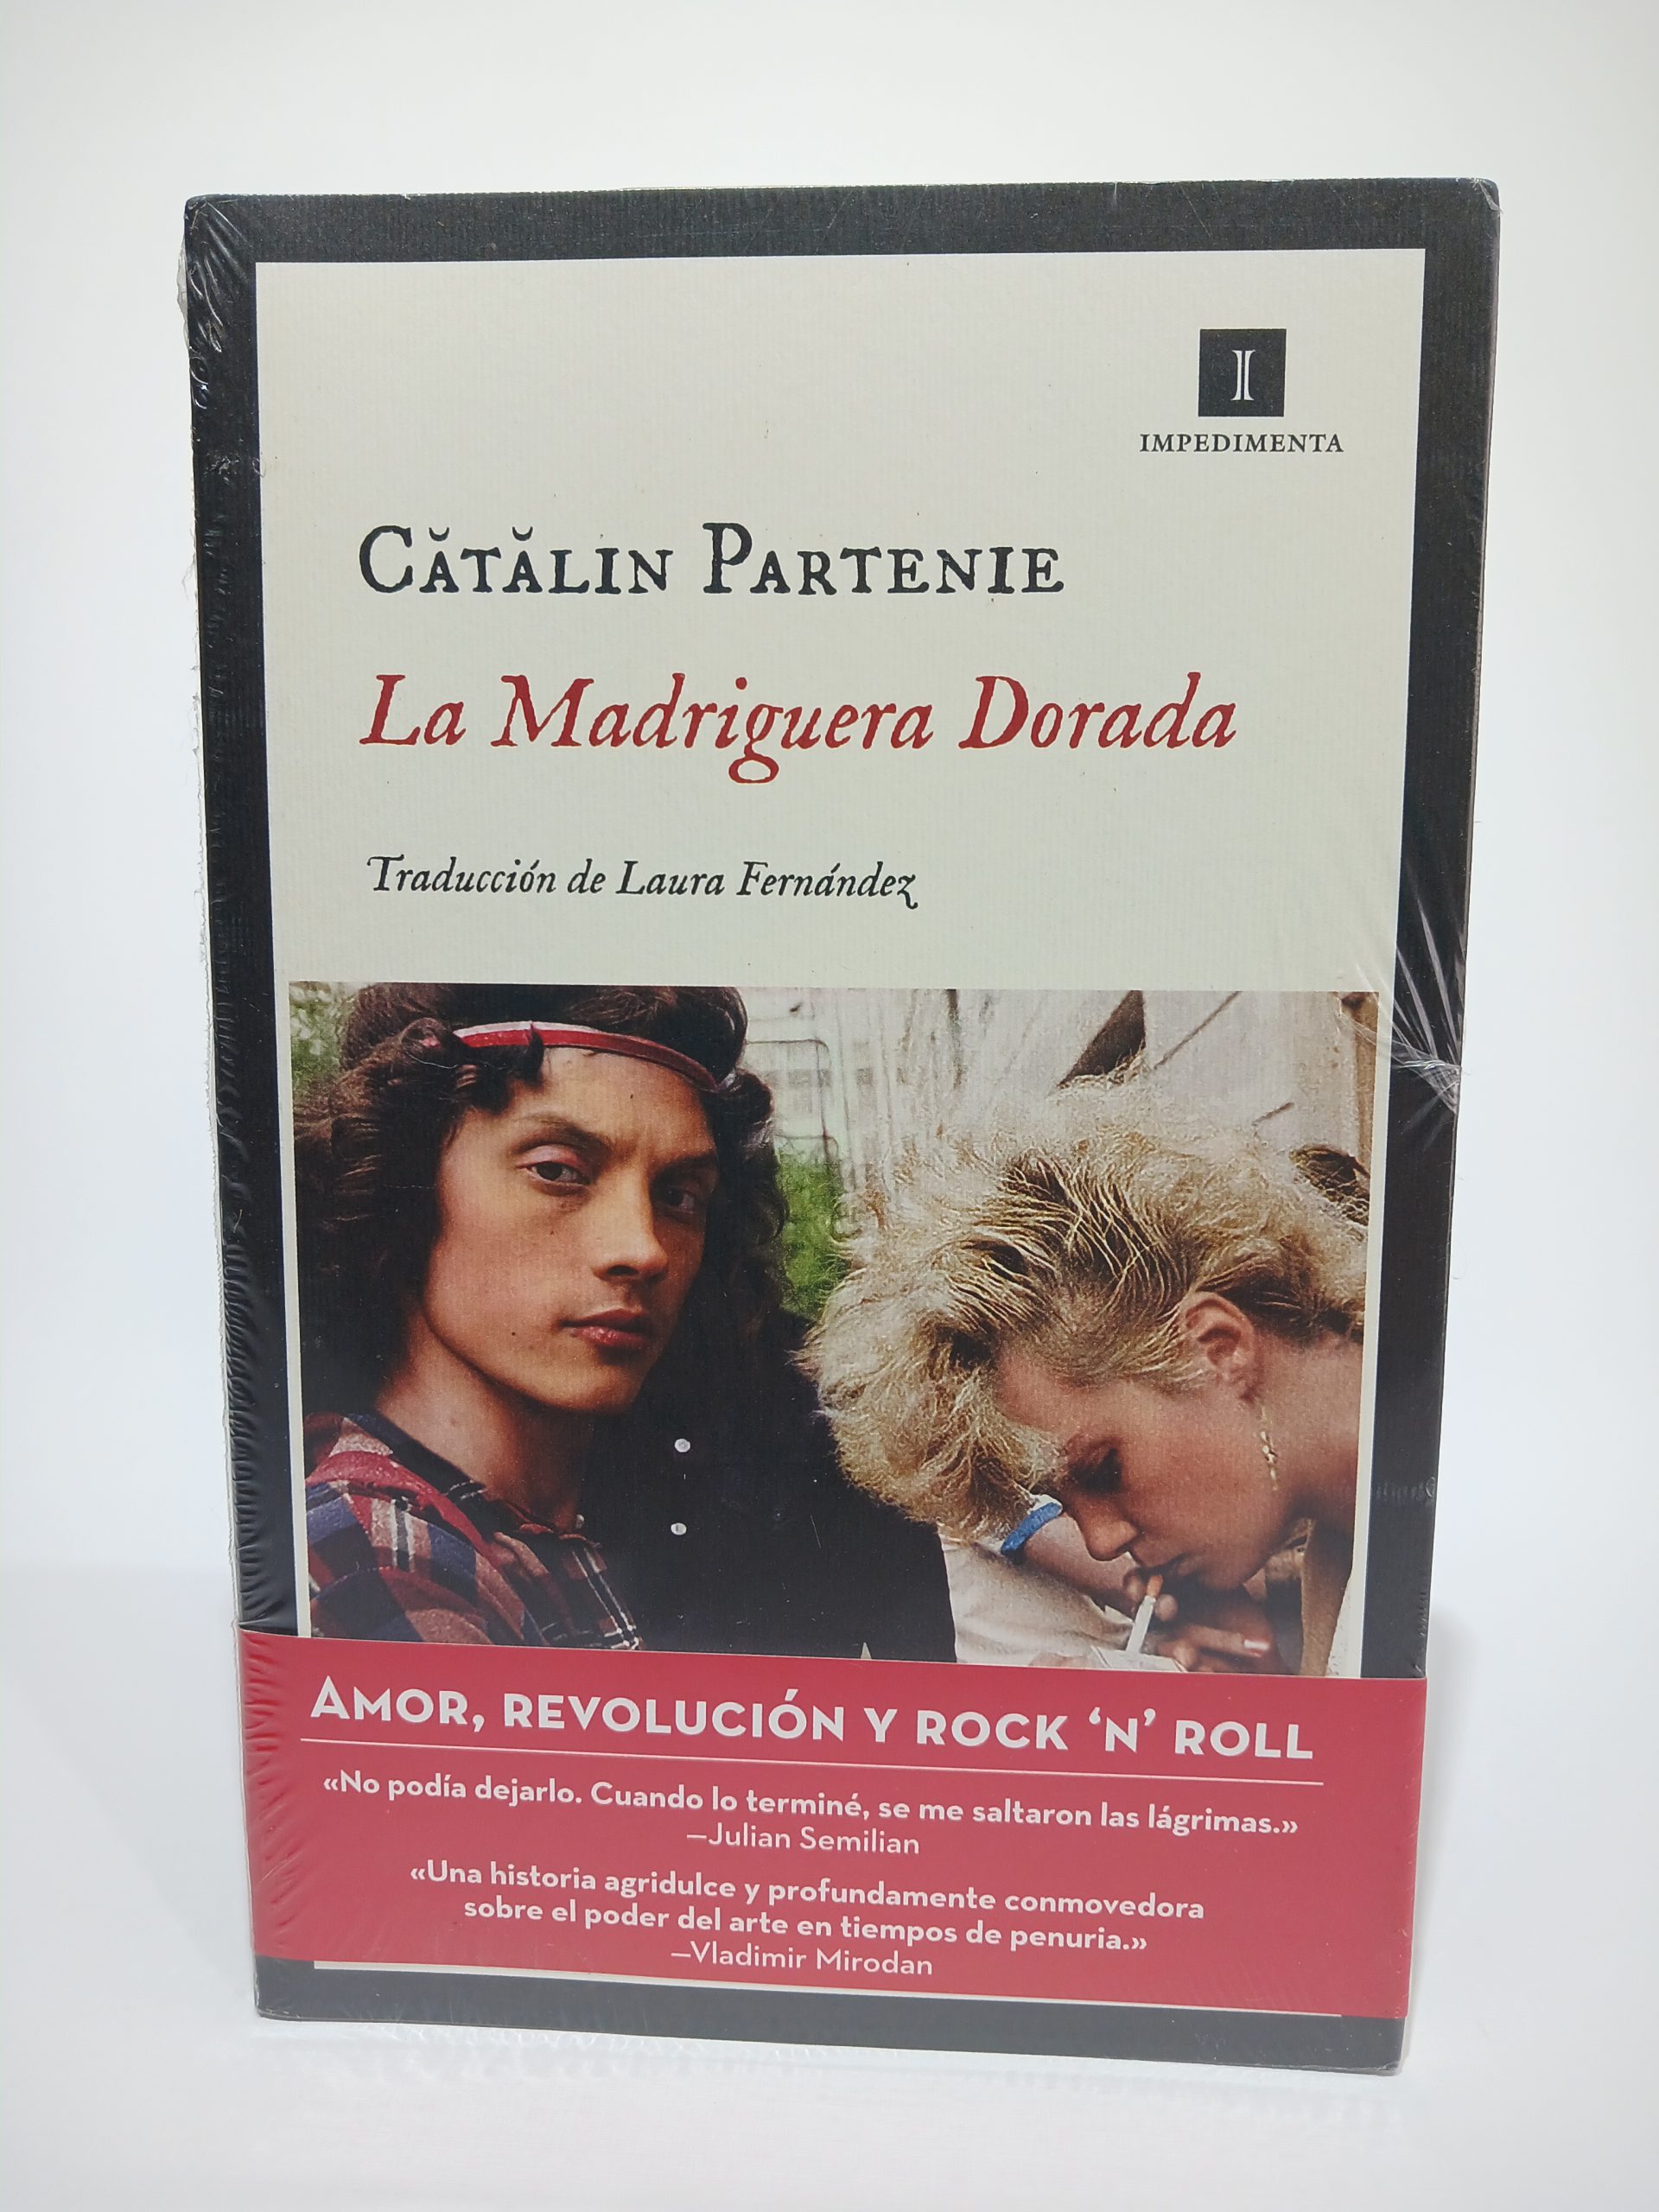 I
IMPEDIMENTA
Cătălin Partenie
La Madriguera Dorada
Traducción de Laura Fernández
Amor, revolución y rock ‘n’ roll
«No podía dejarlo. Cuando lo terminé, se me saltaron las lágrimas.»
—Julian Semilian
«Una historia agridulce y profundamente conmovedora
sobre el poder del arte en tiempos de penuria.»
—Vladimir Mirodan